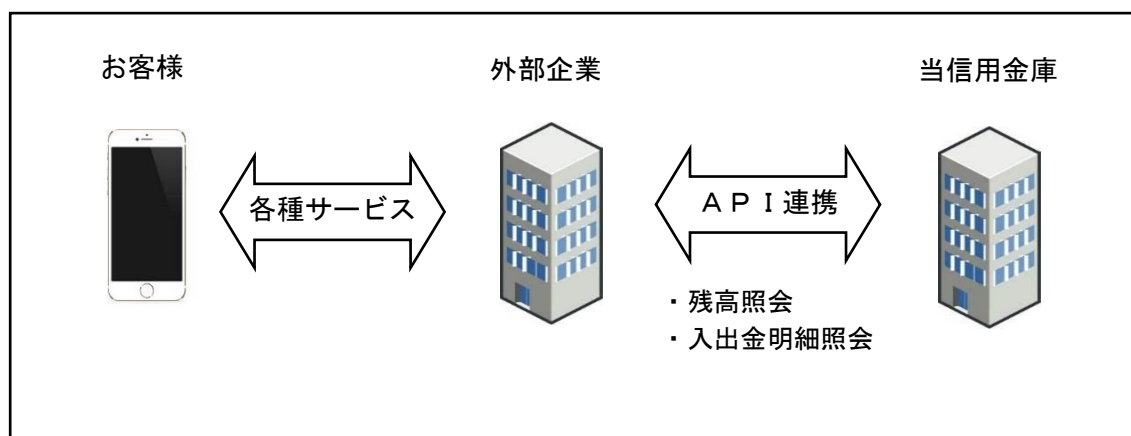 お客様
外部企業
当信用金庫
各種サービス
ＡＰＩ連携
・残高照会
・入出金明細照会